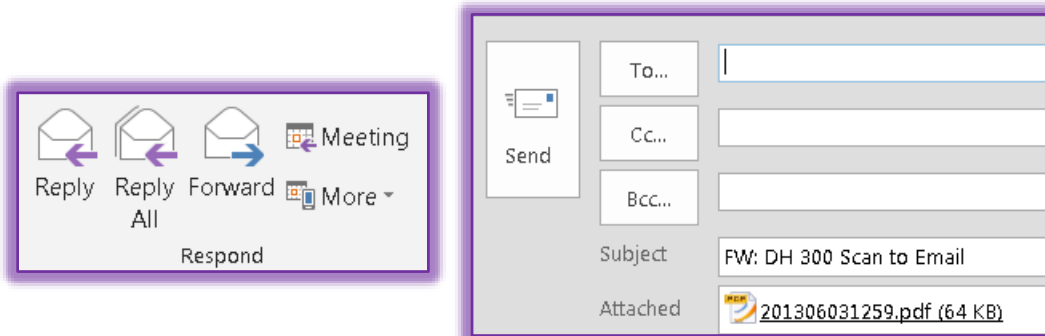 Reply
Reply All
Forward
Meeting
More
Respond
Send
To...
Cc...
Bcc...
Subject
FW: DH 300 Scan to Email
Attached
PDF
201306031259.pdf (64 KB)